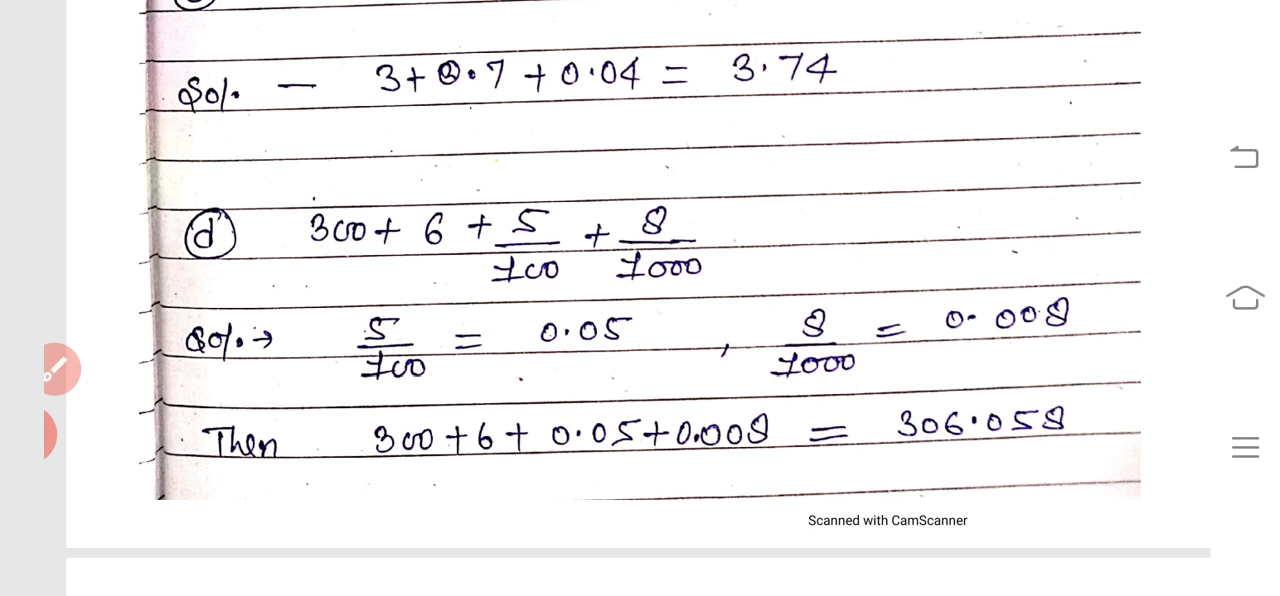 Sol. — 3+0.7+0.04 = 3.74
(d) 300+ 6 + 5/100 + 8/1000
Sol.→ 5/100 = 0.05 , 8/1000 = 0.008
Then 300+6+ 0.05+0.008 = 306.058
Scanned with CamScanner